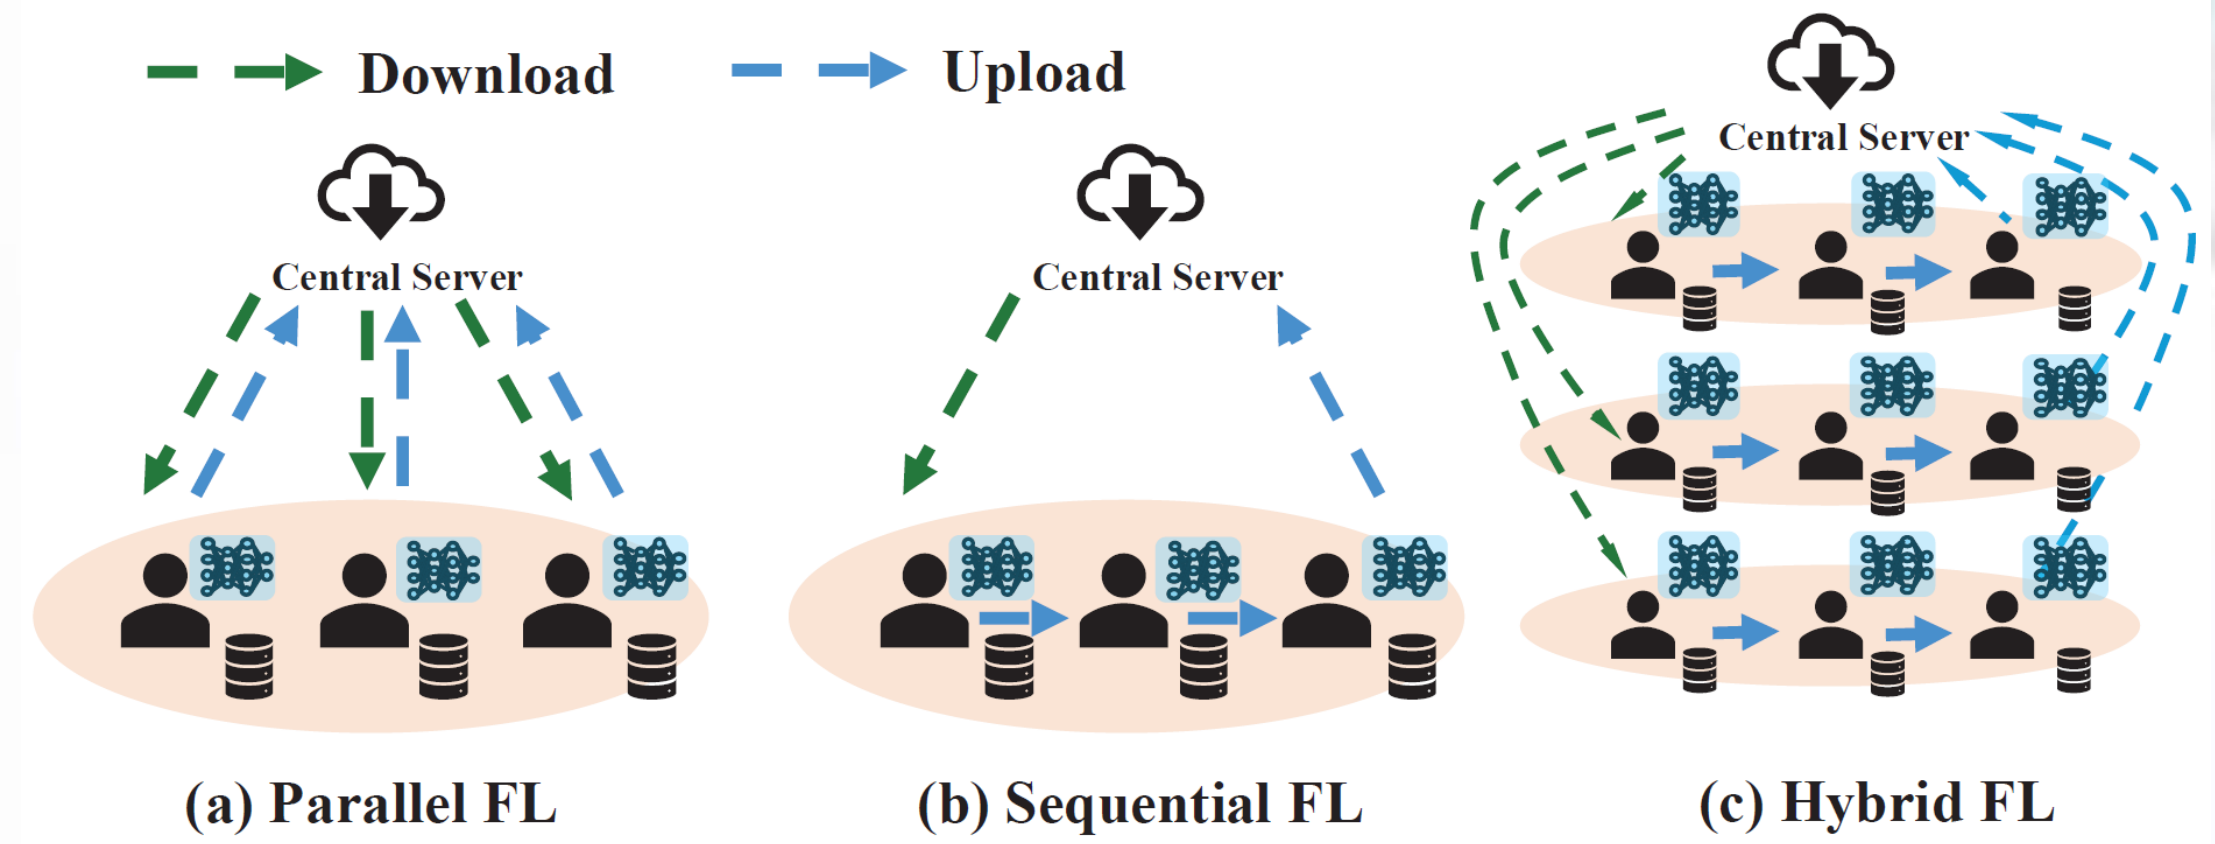 Download
Upload
Central Server
Central Server
Central Server
(a) Parallel FL
(b) Sequential FL
(c) Hybrid FL